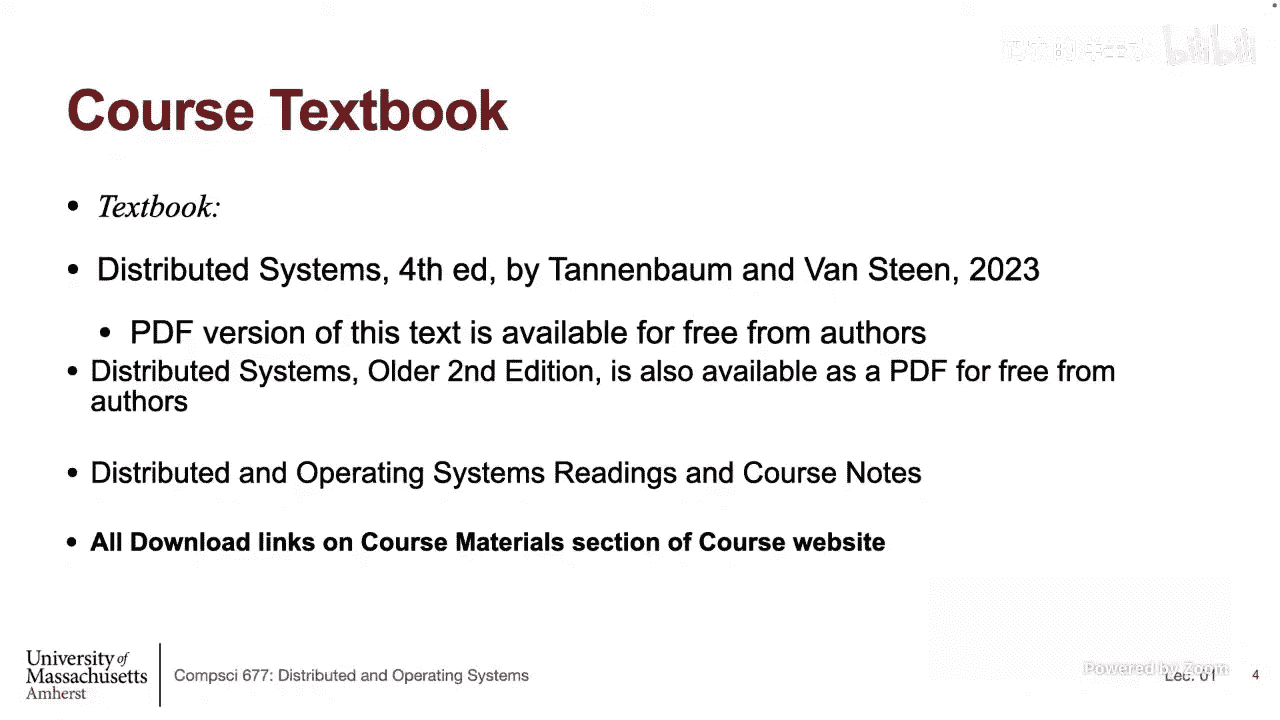 bilibili
Course Textbook
• Textbook:
• Distributed Systems, 4th ed, by Tannenbaum and Van Steen, 2023
• PDF version of this text is available for free from authors
• Distributed Systems, Older 2nd Edition, is also available as a PDF for free from
authors
• Distributed and Operating Systems Readings and Course Notes
• All Download links on Course Materials section of Course website
University of
Massachusetts
Amherst
Compsci 677: Distributed and Operating Systems
Powered by Zoom
Lec. 01
4